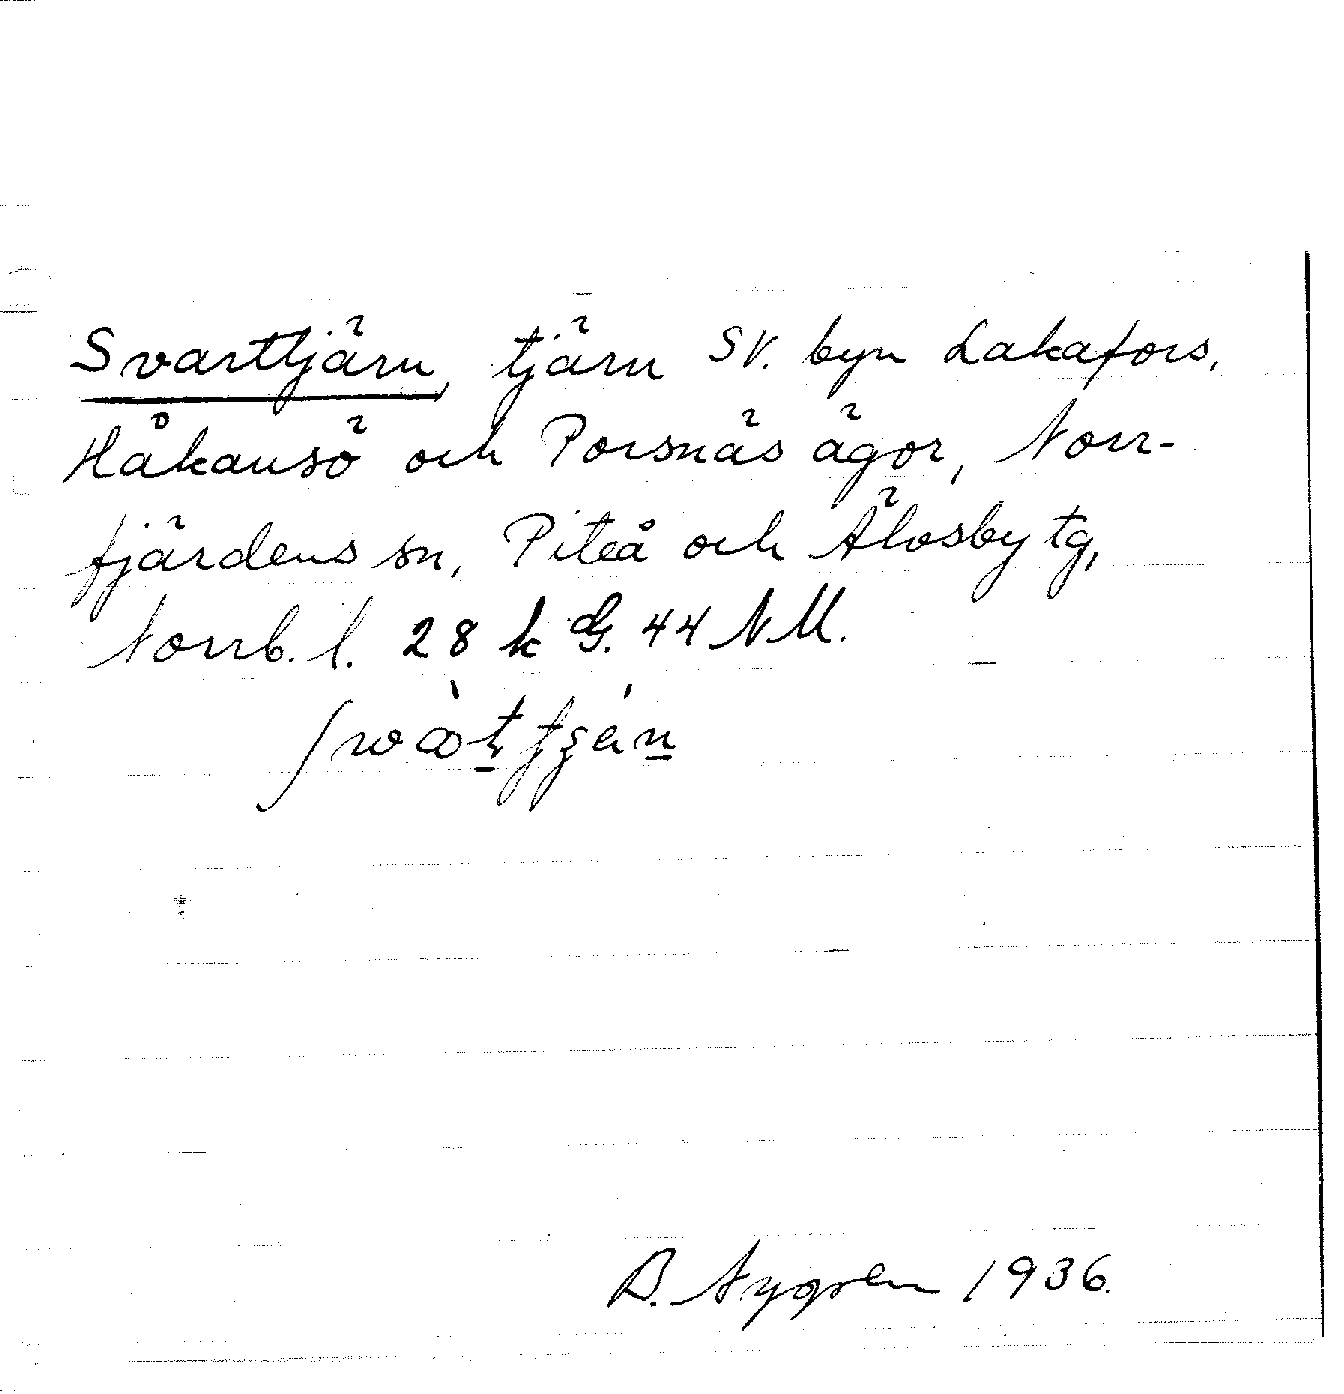 Svarttjärn, tjärn SV. byn Lakafors,
Håkansö och Porsnäs ägor, Norr-
fjärdens sn, Piteå och Älvsby tg,
Norrb. l. 28 k G. 44 NM.
B. Nygren 1936.